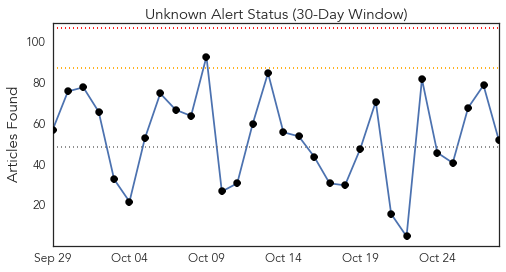 Unknown Alert Status (30-Day Window)
Articles Found
100
80
60
40
20
Sep 29 Oct 04 Oct 09 Oct 14 Oct 19 Oct 24